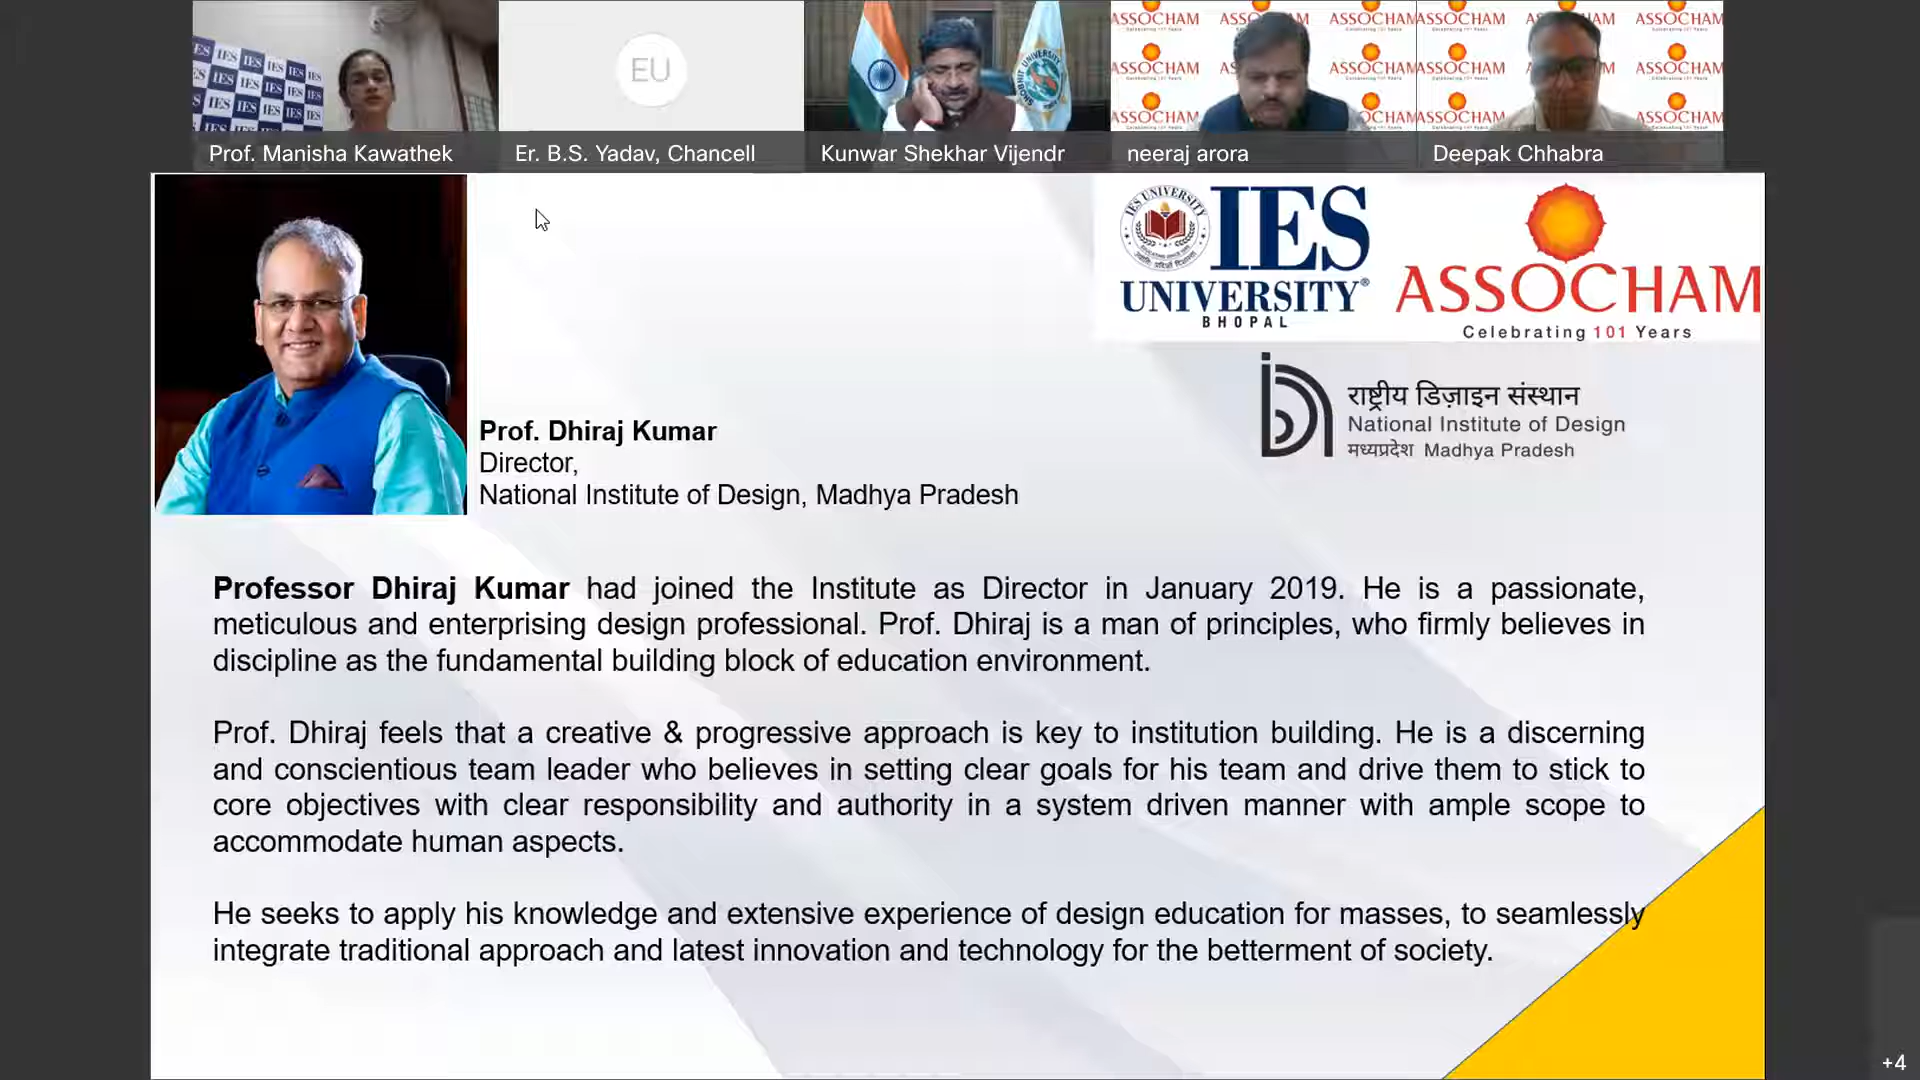 IES IES IES IES
EU
ASSOCHAM
Prof. Manisha Kawathek
Er. B.S. Yadav, Chancell
Kunwar Shekhar Vijendr
neeraj arora
Deepak Chhabra
IES UNIVERSITY
IES
UNIVERSITY®
BHOPAL
ASSOCHAM
Celebrating 101 Years
राष्ट्रीय डिज़ाइन संस्थान
National Institute of Design
मध्यप्रदेश Madhya Pradesh
Prof. Dhiraj Kumar
Director,
National Institute of Design, Madhya Pradesh
Professor Dhiraj Kumar had joined the Institute as Director in January 2019. He is a passionate,
meticulous and enterprising design professional. Prof. Dhiraj is a man of principles, who firmly believes in
discipline as the fundamental building block of education environment.
Prof. Dhiraj feels that a creative & progressive approach is key to institution building. He is a discerning
and conscientious team leader who believes in setting clear goals for his team and drive them to stick to
core objectives with clear responsibility and authority in a system driven manner with ample scope to
accommodate human aspects.
He seeks to apply his knowledge and extensive experience of design education for masses, to seamlessly
integrate traditional approach and latest innovation and technology for the betterment of society.
+4